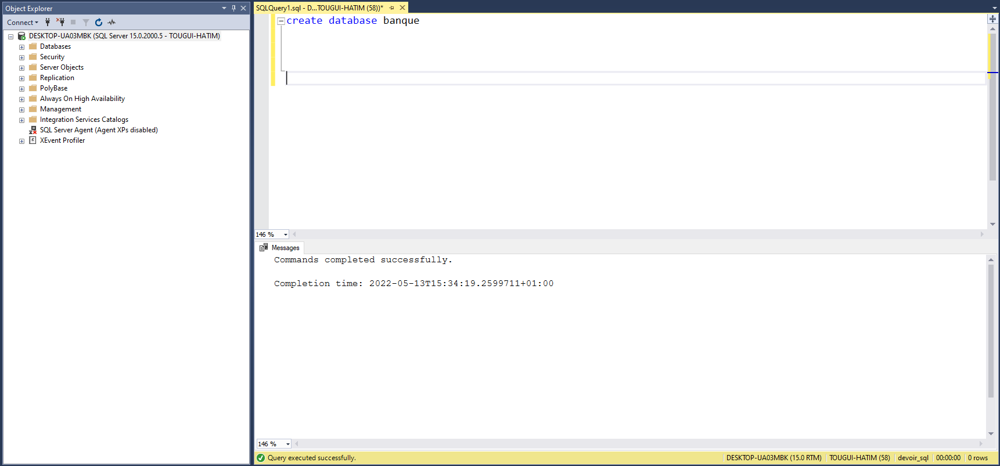 Object Explorer
Connect
DESKTOP-UA03MBK (SQL Server 15.0.2000.5 - TOUGUI-HATIM)
Databases
Security
Server Objects
Replication
PolyBase
Always On High Availability
Management
Integration Services Catalogs
SQL Server Agent (Agent XPs disabled)
XEvent Profiler
SQLQuery1.sql - D...TOUGUI-HATIM (58))*
create database banque
146 %
Messages
Commands completed successfully.
Completion time: 2022-05-13T15:34:19.2599711+01:00
146 %
Query executed successfully.
DESKTOP-UA03MBK (15.0 RTM)
TOUGUI-HATIM (58)
devoir_sql
00:00:00
0 rows